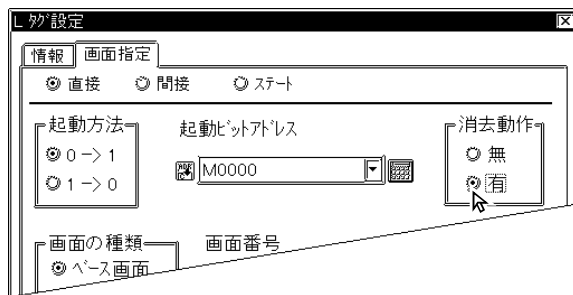 L ﾀｸﾞ設定
情報 画面指定
直接 間接 ｽﾃｰﾄ
起動方法 起動ﾋﾞｯﾄｱﾄﾞﾚｽ 消去動作
0 -> 1 M0000 無
1 -> 0 有
画面の種類 画面番号
ﾍﾞｰｽ画面